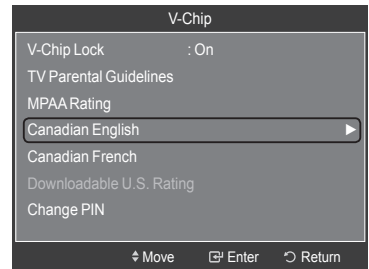 V-Chip
V-Chip Lock : On
TV Parental Guidelines
MPAA Rating
Canadian English
Canadian French
Downloadable U.S. Rating
Change PIN
Move Enter Return